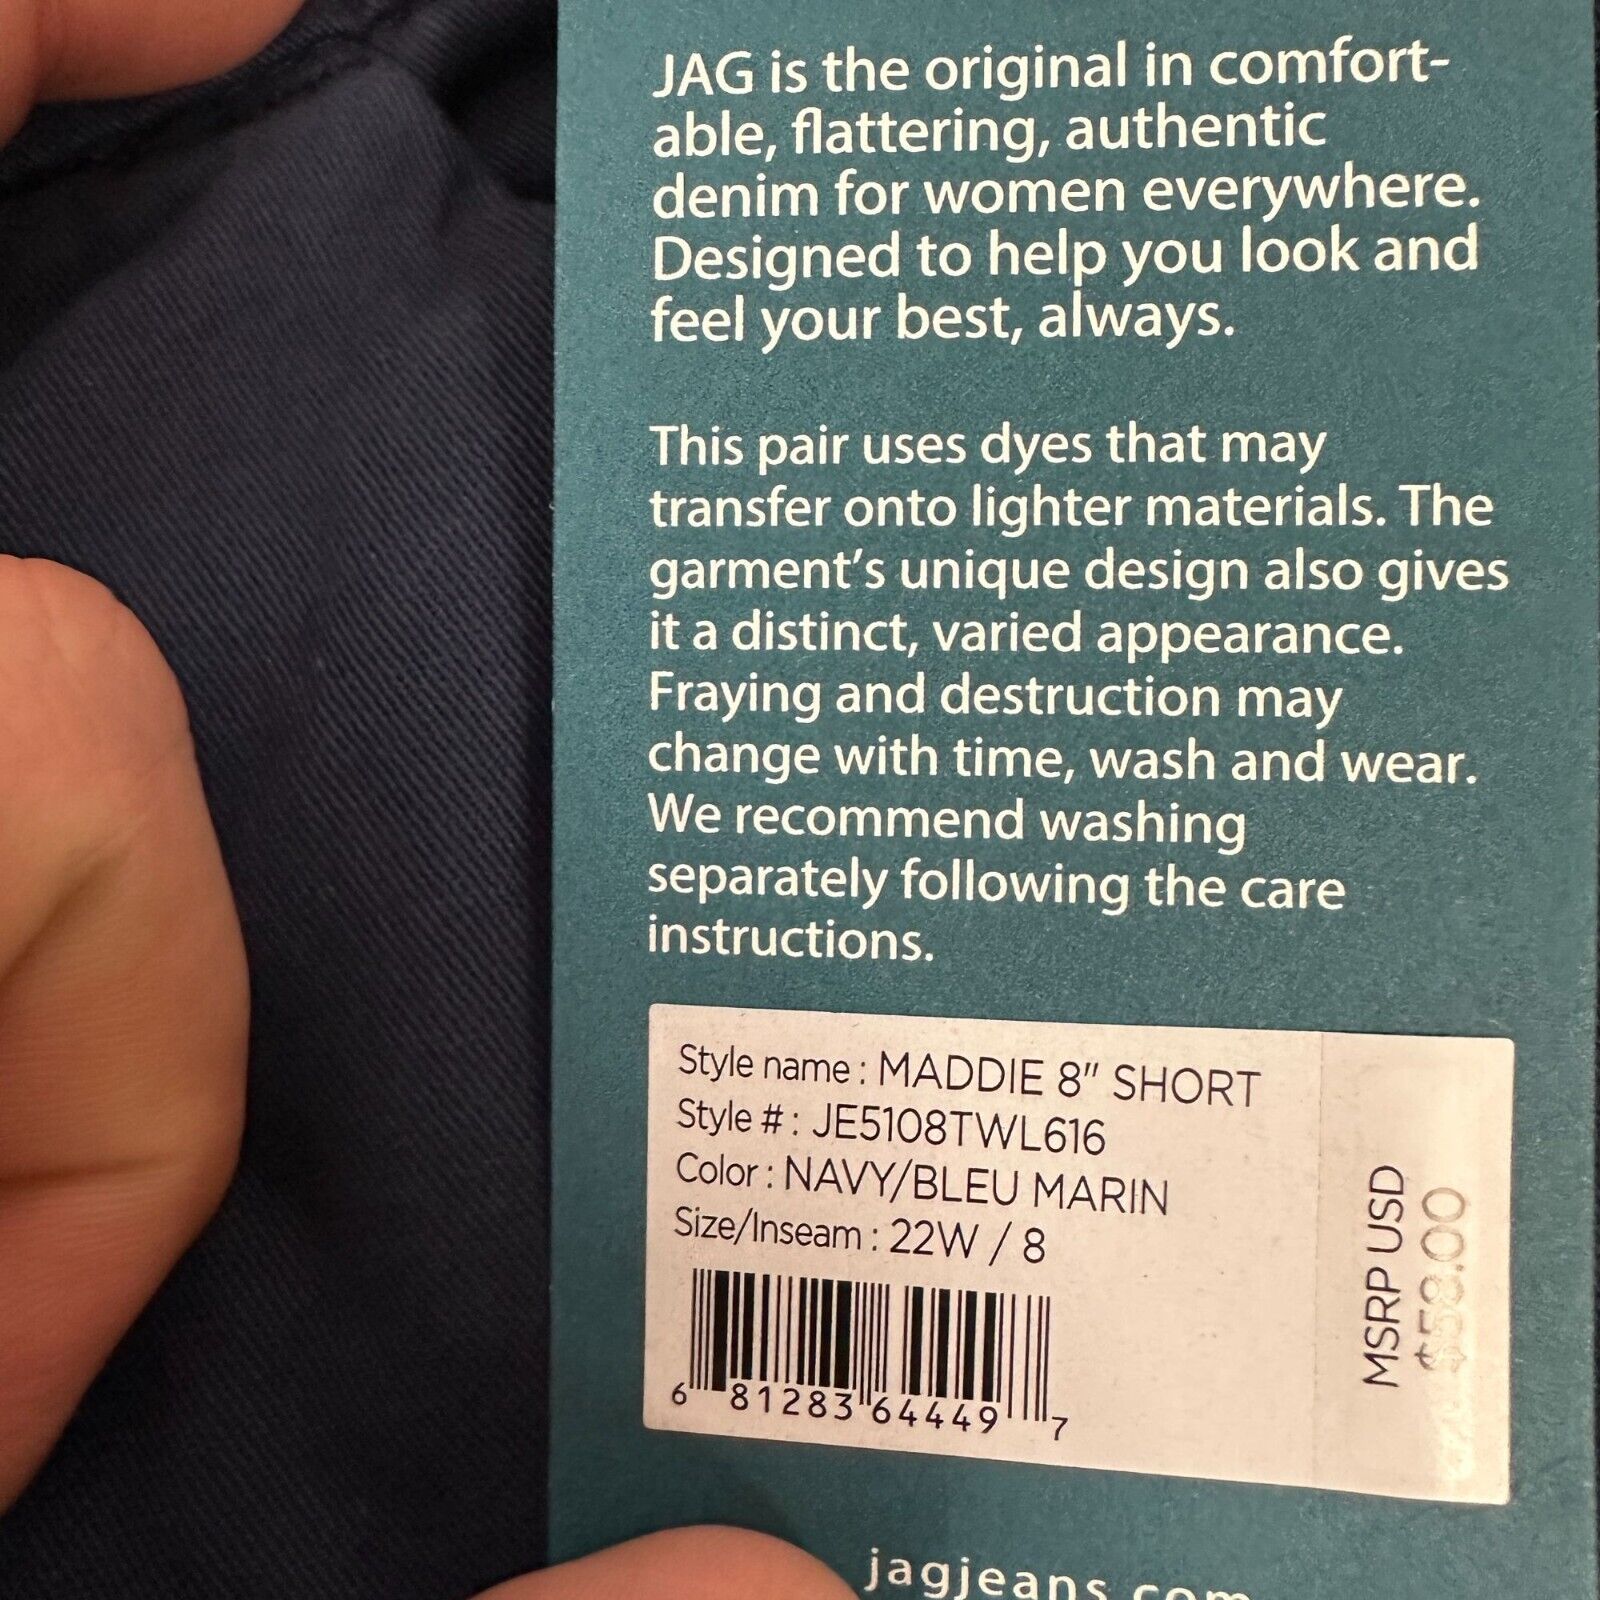 JAG is the original in comfort-
able, flattering, authentic
denim for women everywhere.
Designed to help you look and
feel your best, always.
This pair uses dyes that may
transfer onto lighter materials. The
garment's unique design also gives
it a distinct, varied appearance.
Fraying and destruction may
change with time, wash and wear.
We recommend washing
separately following the care
instructions.
Style name : MADDIE 8" SHORT
Style # : JE5108TWL616
Color : NAVY/BLEU MARIN
Size/Inseam : 22W / 8
6 81283 64449 7
MSRP USD
$58.00
jagjeans.com